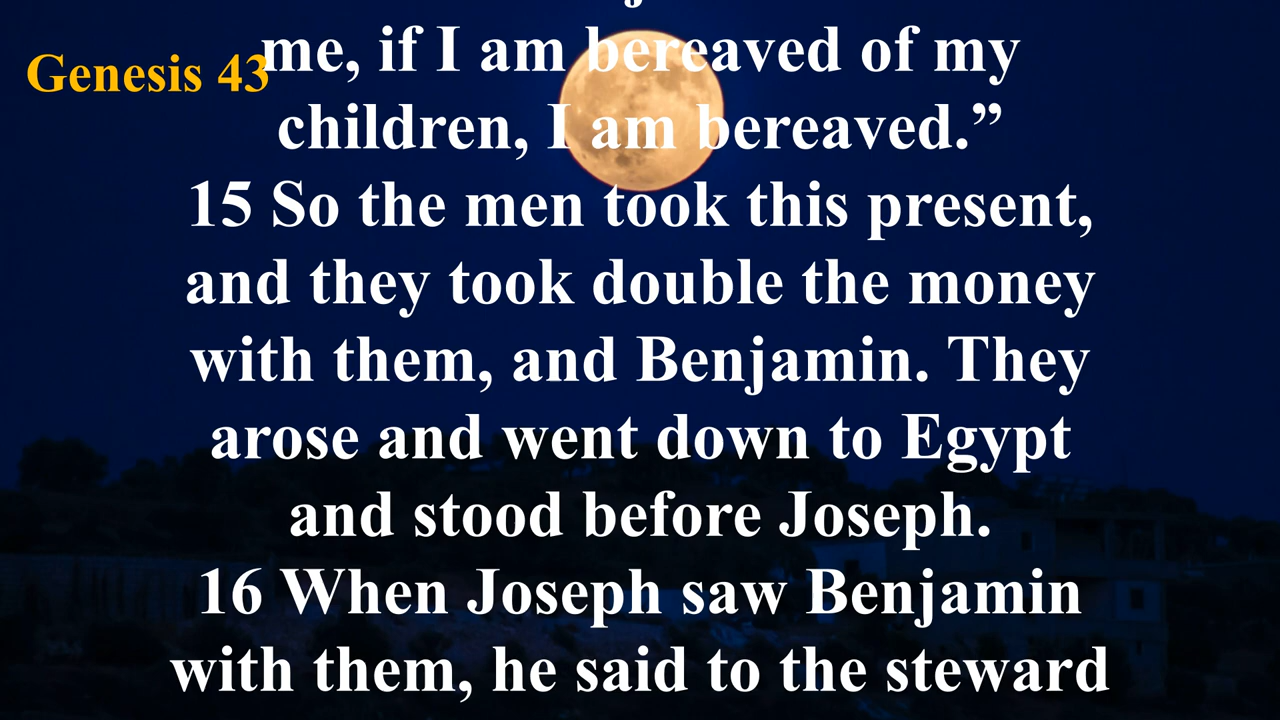 Genesis 43
me, if I am bereaved of my
children, I am bereaved.”
15 So the men took this present,
and they took double the money
with them, and Benjamin. They
arose and went down to Egypt
and stood before Joseph.
16 When Joseph saw Benjamin
with them, he said to the steward